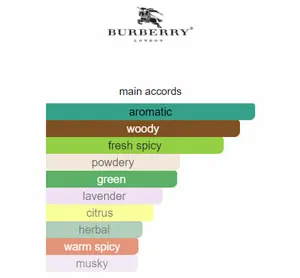 BURBERRY®
LONDON
main accords
aromatic
woody
fresh spicy
powdery
green
lavender
citrus
herbal
warm spicy
musky